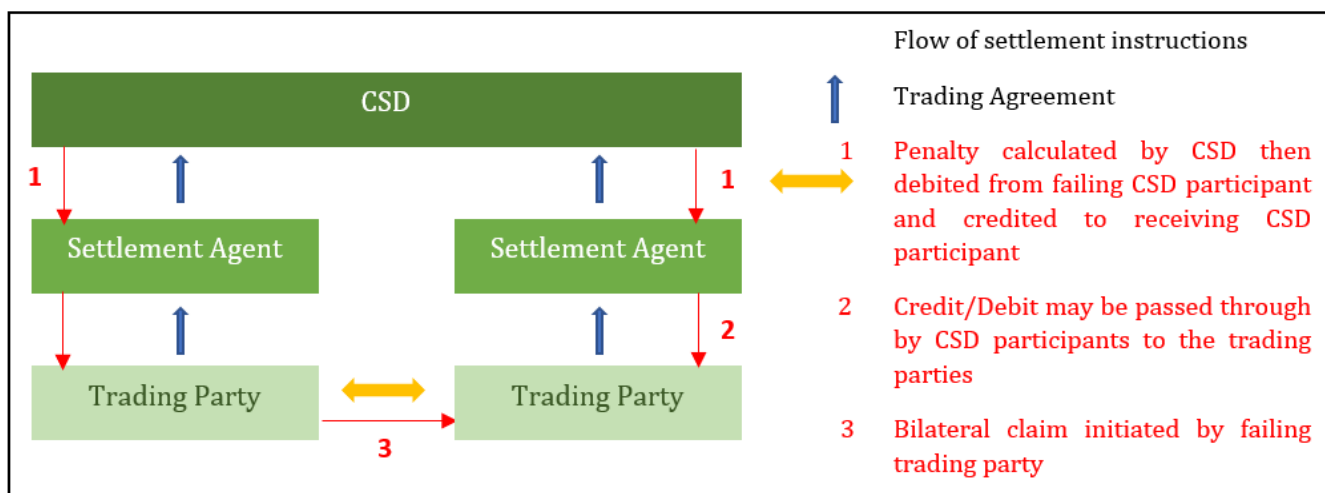 CSD
1
1
Settlement Agent
Settlement Agent
2
Trading Party
Trading Party
3
Flow of settlement instructions
Trading Agreement
1 Penalty calculated by CSD then
debited from failing CSD participant
and credited to receiving CSD
participant
2 Credit/Debit may be passed through
by CSD participants to the trading
parties
3 Bilateral claim initiated by failing
trading party